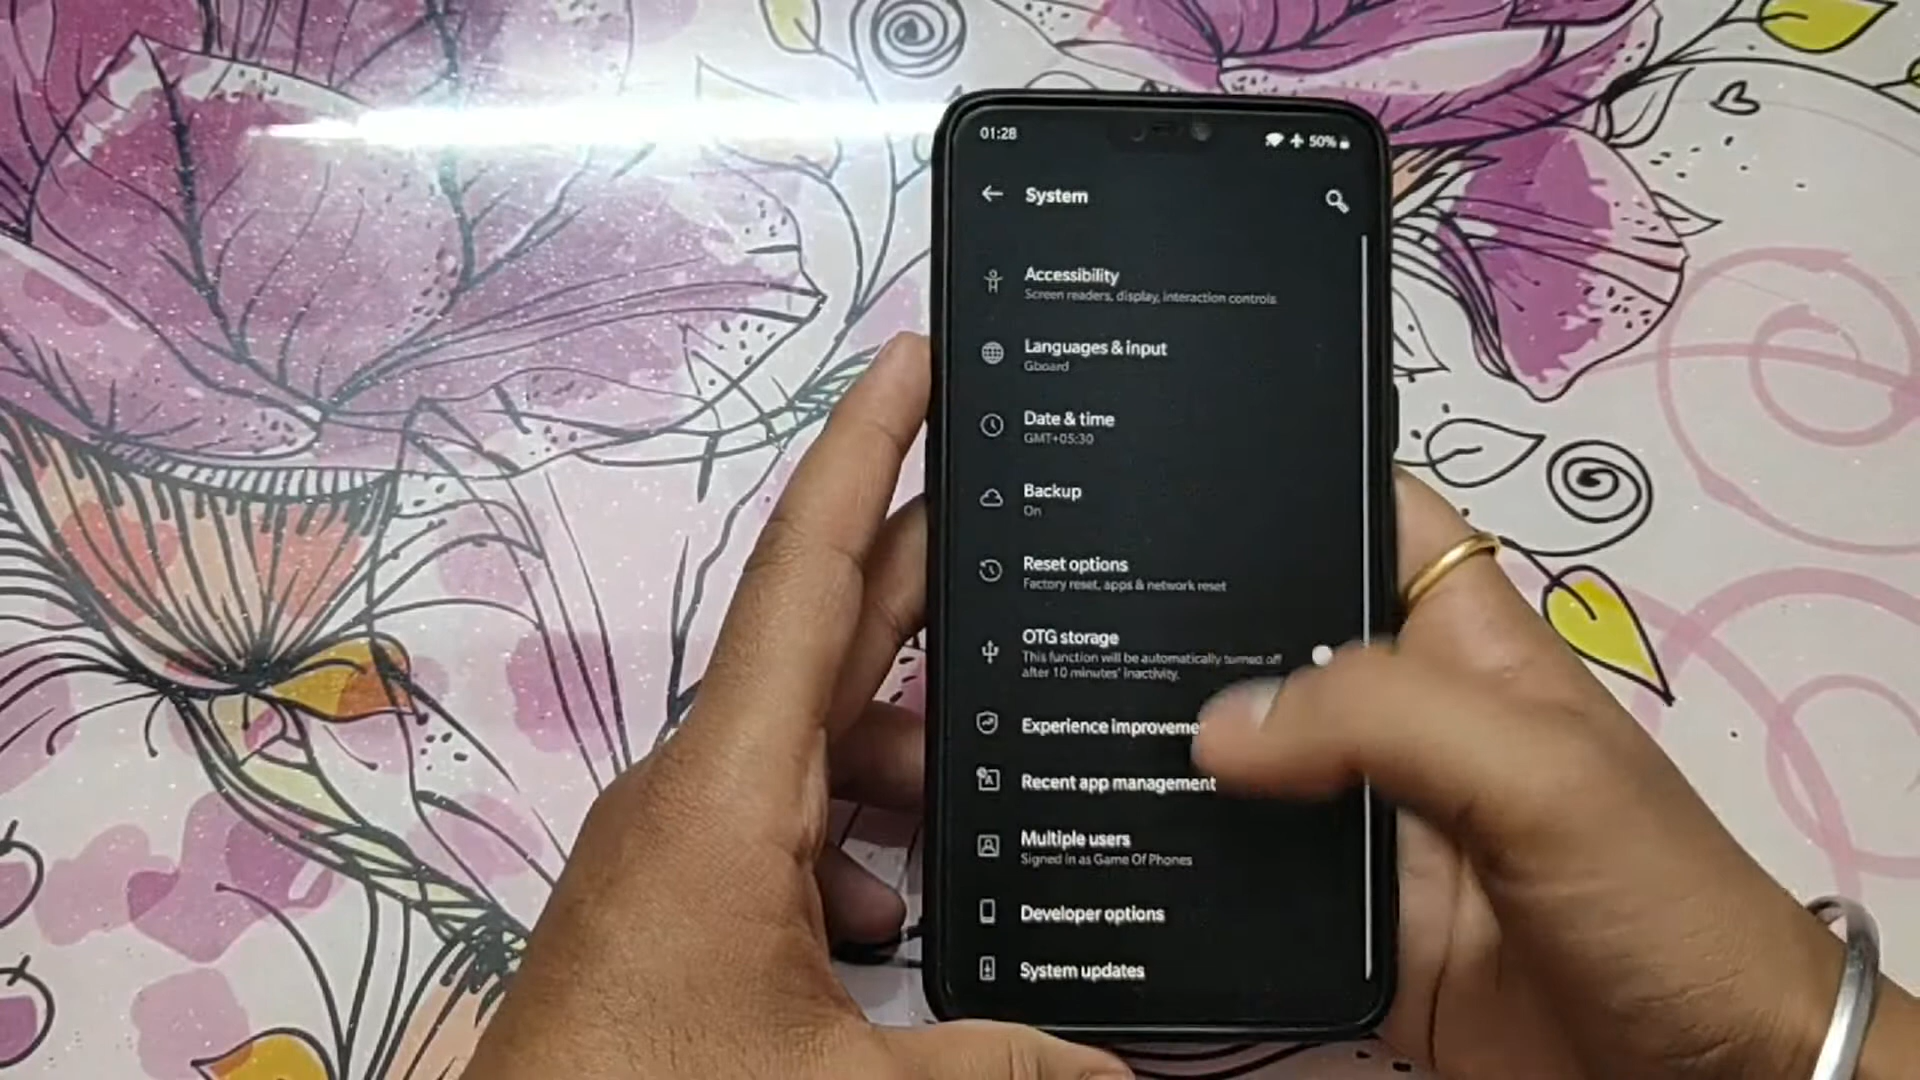 01:28
50%
System
Accessibility
Screen readers, display, interaction controls
Languages & input
Gboard
Date & time
GMT+05:30
Backup
On
Reset options
Factory reset, apps & network reset
OTG storage
This function will be automatically turned off
after 10 minutes' inactivity.
Experience
Recent app management
Multiple users
Signed in as Game Of Phones
Developer options
System updates